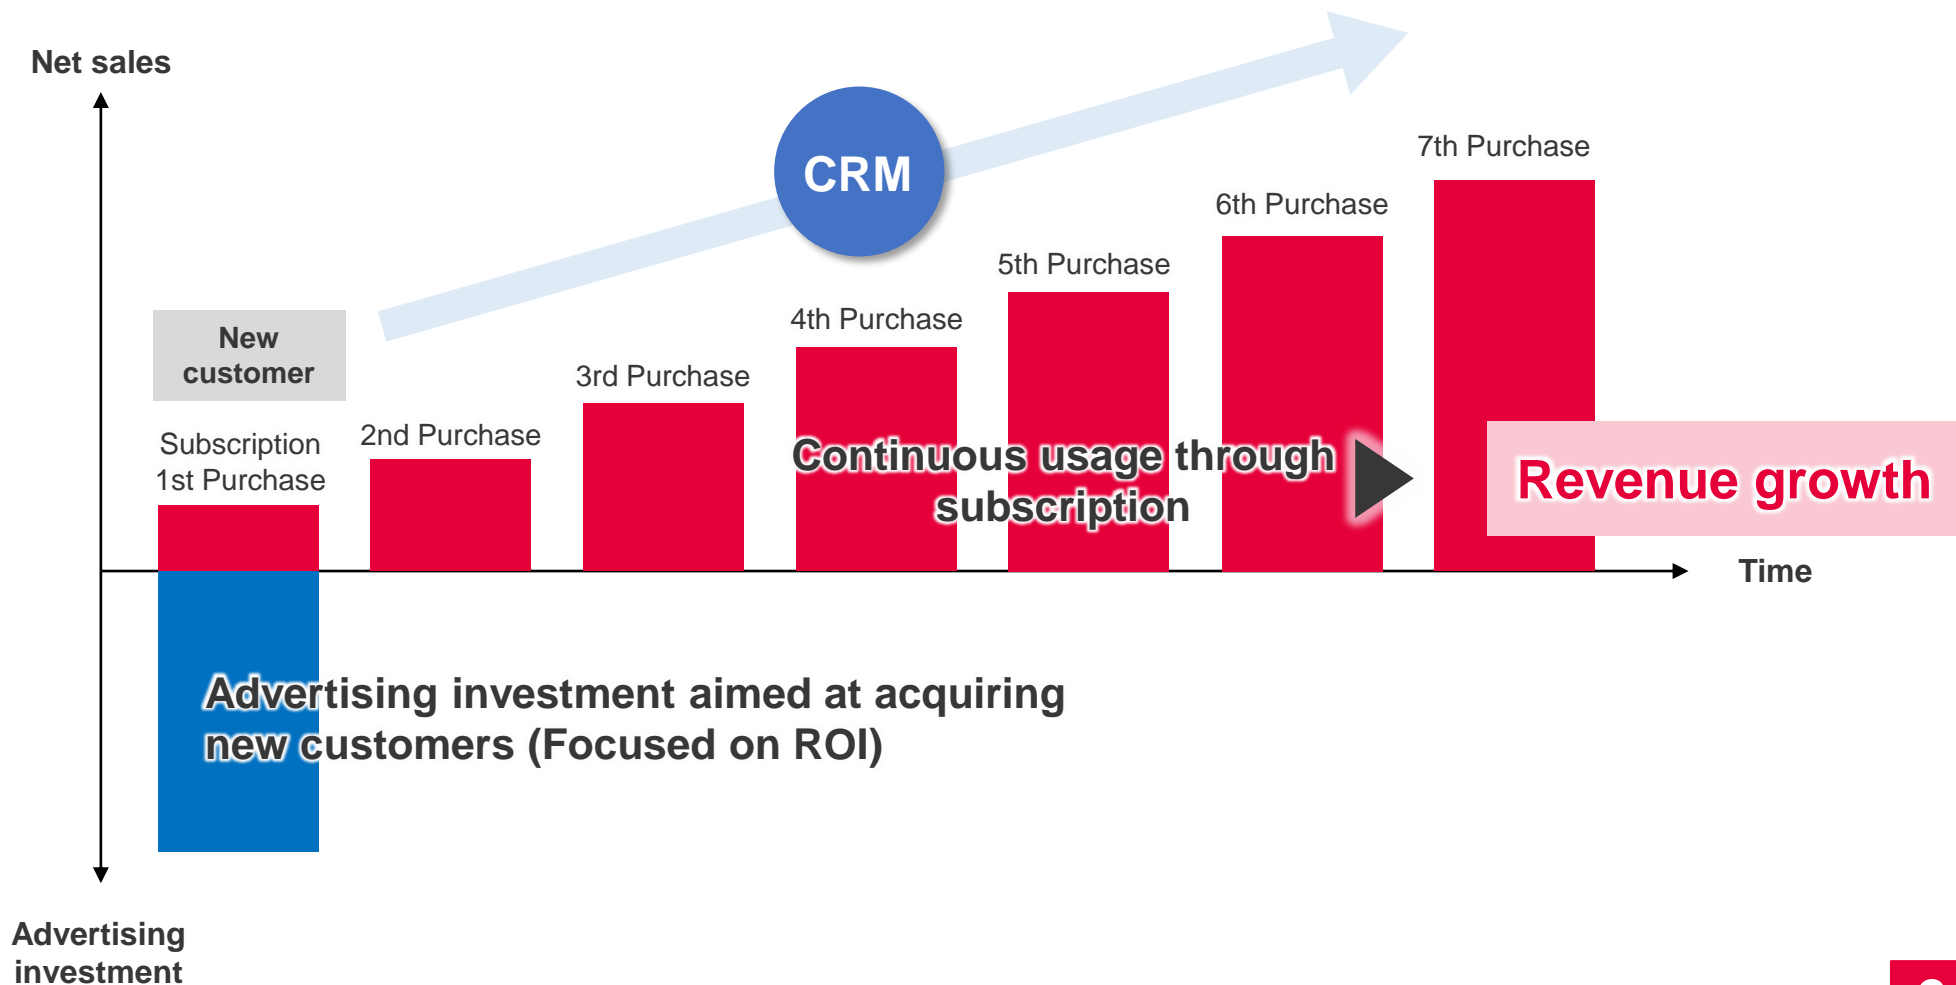 Net sales
CRM
7th Purchase
6th Purchase
5th Purchase
4th Purchase
New
customer
3rd Purchase
2nd Purchase
Subscription
1st Purchase
Continuous usage through
subscription
Revenue growth
Time
Advertising investment aimed at acquiring
new customers (Focused on ROI)
Advertising
investment